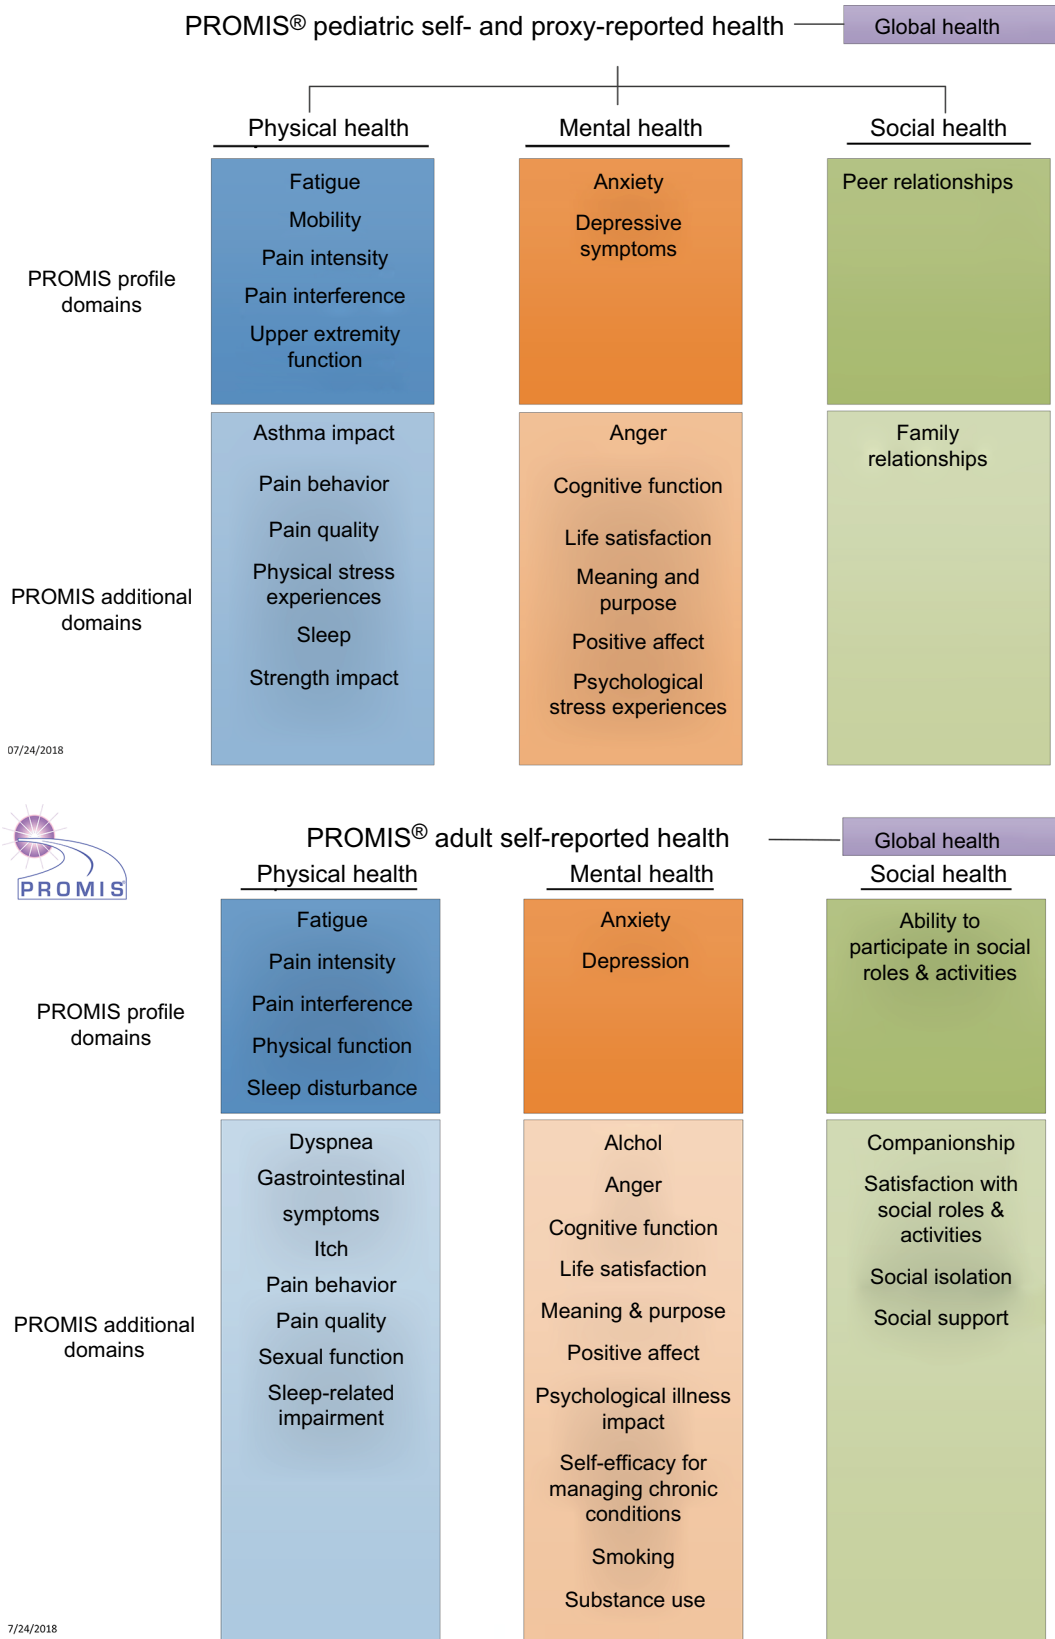 PROMIS® pediatric self- and proxy-reported health
Global health
Physical health
Mental health
Social health
PROMIS profile
domains
Fatigue
Mobility
Pain intensity
Pain interference
Upper extremity
function
Anxiety
Depressive
symptoms
Peer relationships
PROMIS additional
domains
Asthma impact
Pain behavior
Pain quality
Physical stress
experiences
Sleep
Strength impact
Anger
Cognitive function
Life satisfaction
Meaning and
purpose
Positive affect
Psychological
stress experiences
Family
relationships
07/24/2018
PROMIS
PROMIS® adult self-reported health
Global health
Physical health
Mental health
Social health
PROMIS profile
domains
Fatigue
Pain intensity
Pain interference
Physical function
Sleep disturbance
Anxiety
Depression
Ability to
participate in social
roles & activities
PROMIS additional
domains
Dyspnea
Gastrointestinal
symptoms
Itch
Pain behavior
Pain quality
Sexual function
Sleep-related
impairment
Alchol
Anger
Cognitive function
Life satisfaction
Meaning & purpose
Positive affect
Psychological illness
impact
Self-efficacy for
managing chronic
conditions
Smoking
Substance use
Companionship
Satisfaction with
social roles &
activities
Social isolation
Social support
7/24/2018